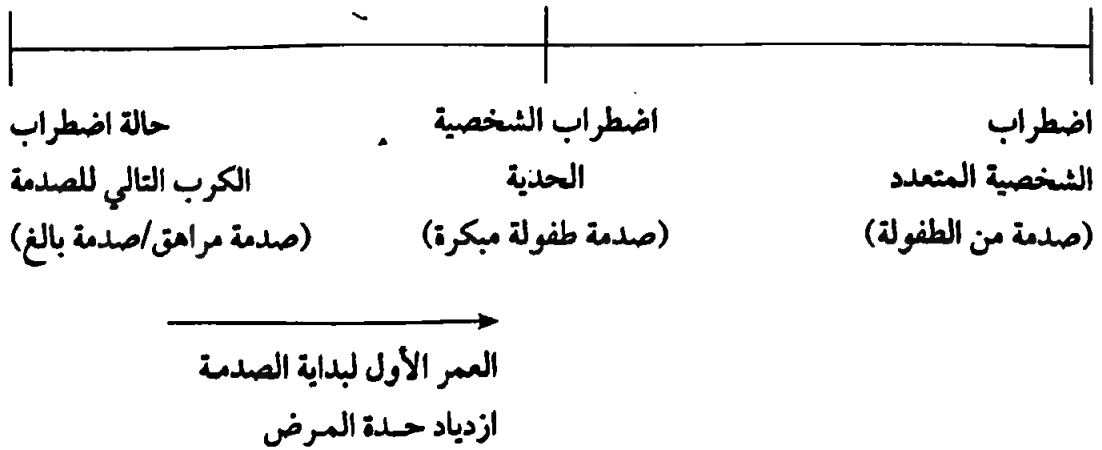 اضطراب
الشخصية المتعدد
(صدمة من الطفولة)
اضطراب الشخصية
الحدية
(صدمة طفولة مبكرة)
حالة اضطراب
الكرب التالي للصدمة
(صدمة مراهق/صدمة بالغ)
العمر الأول لبداية الصدمة
ازدياد حدة المرض